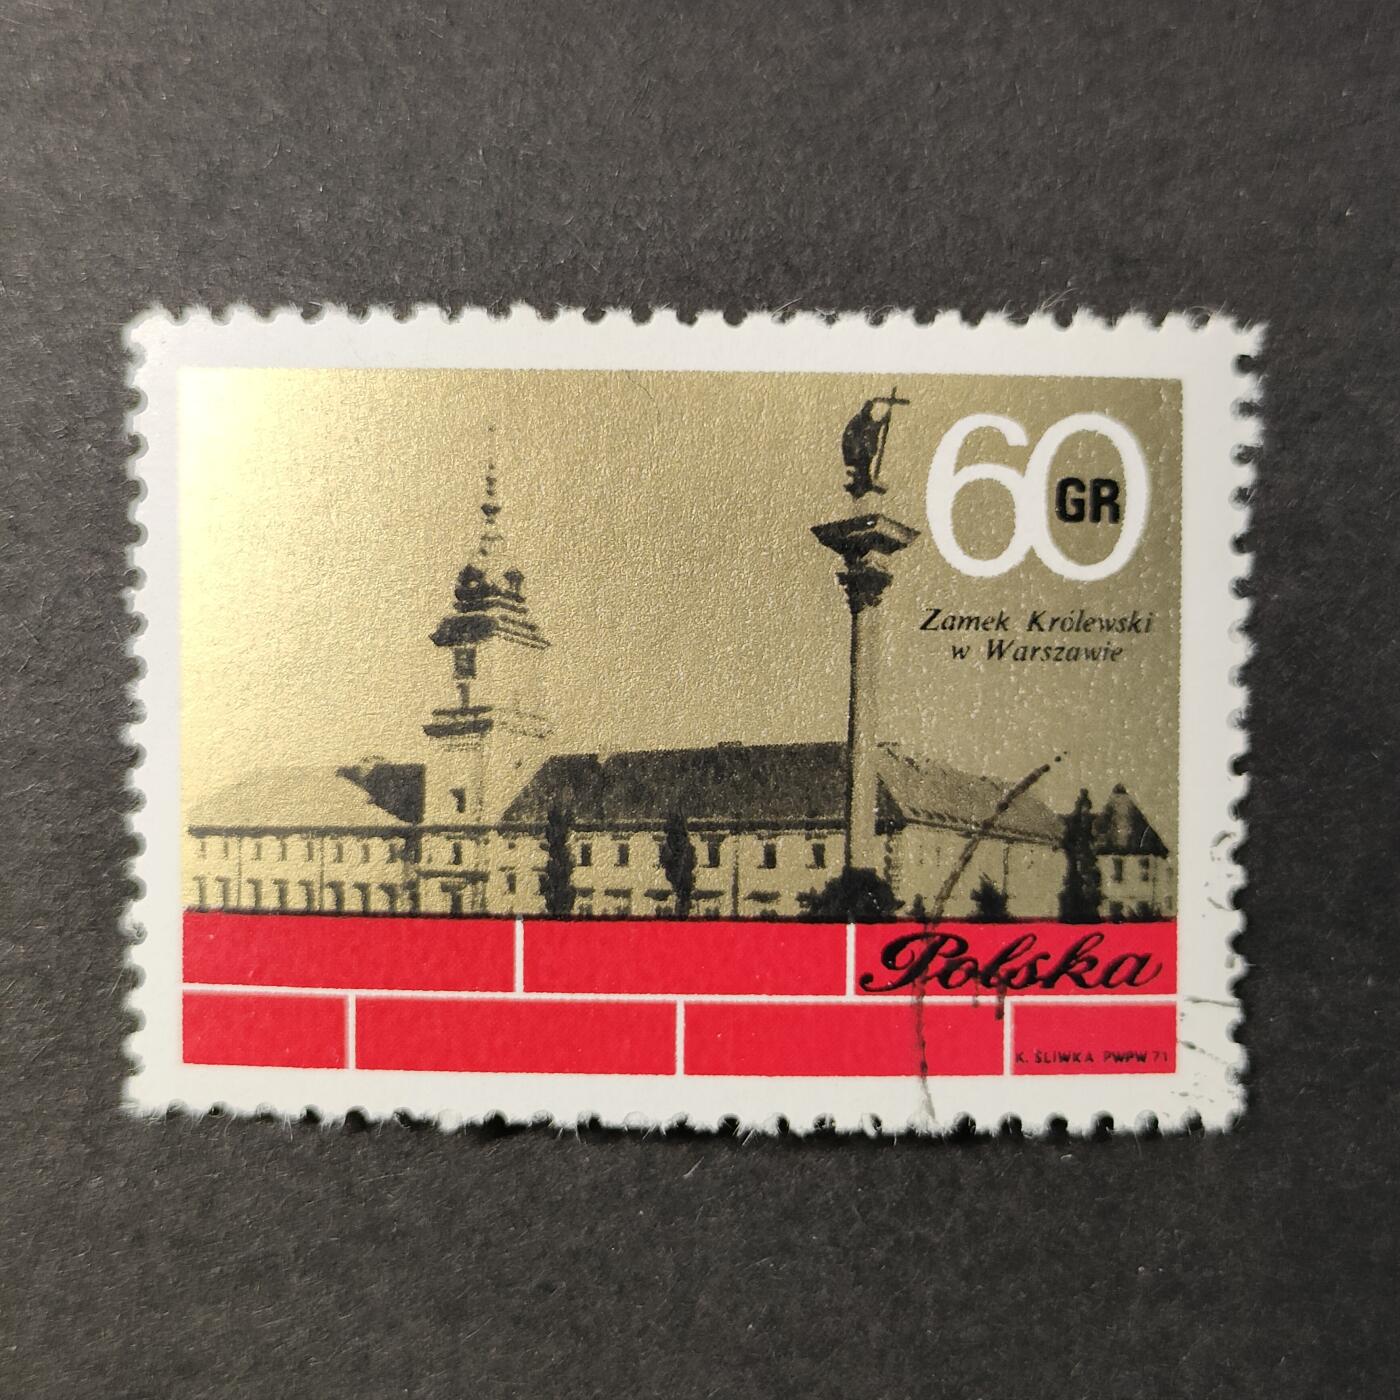 60 GR
Zamek Królewski
w Warszawie
Polska
K. ŚLIWKA PWPW 71